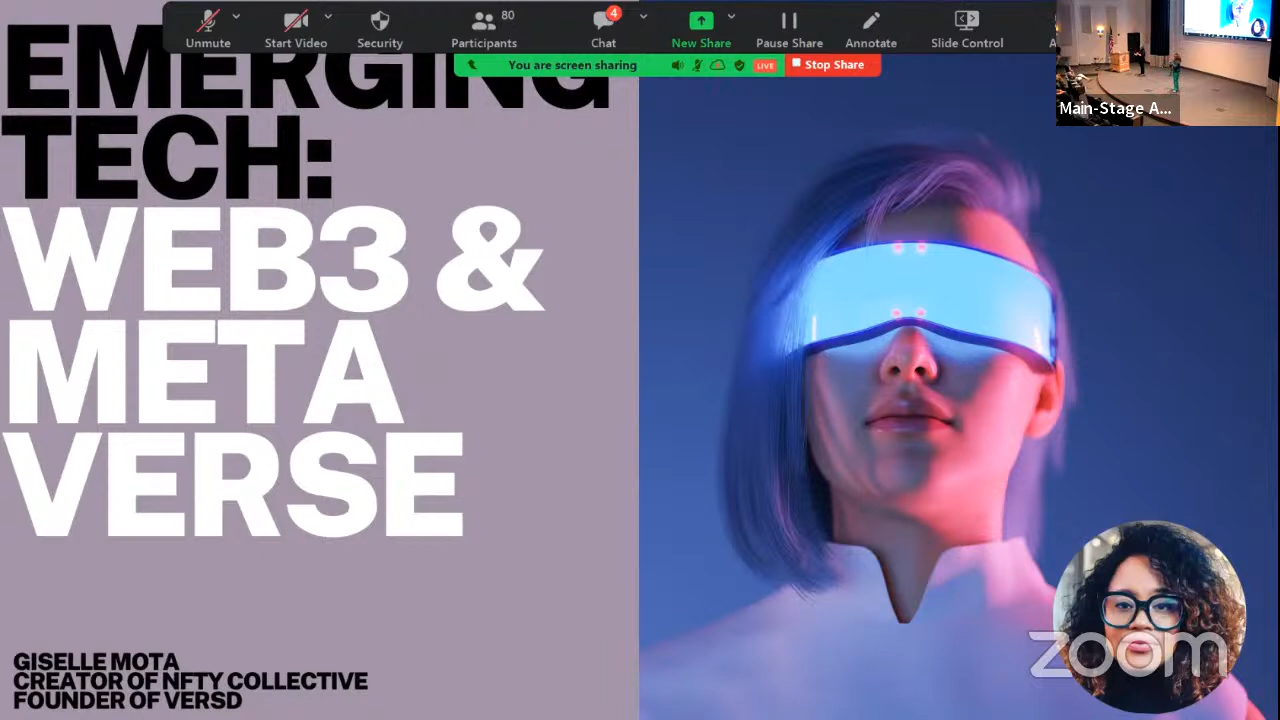 Unmute
Start Video
Security
80
Participants
4
Chat
New Share
Pause Share
Annotate
Slide Control
A
You are screen sharing
LIVE
Stop Share
Main-Stage A...
EMERGING
TECH:
WEB3 &
META
VERSE
GISELLE MOTA
CREATOR OF NFTY COLLECTIVE
FOUNDER OF VERSD
zoom